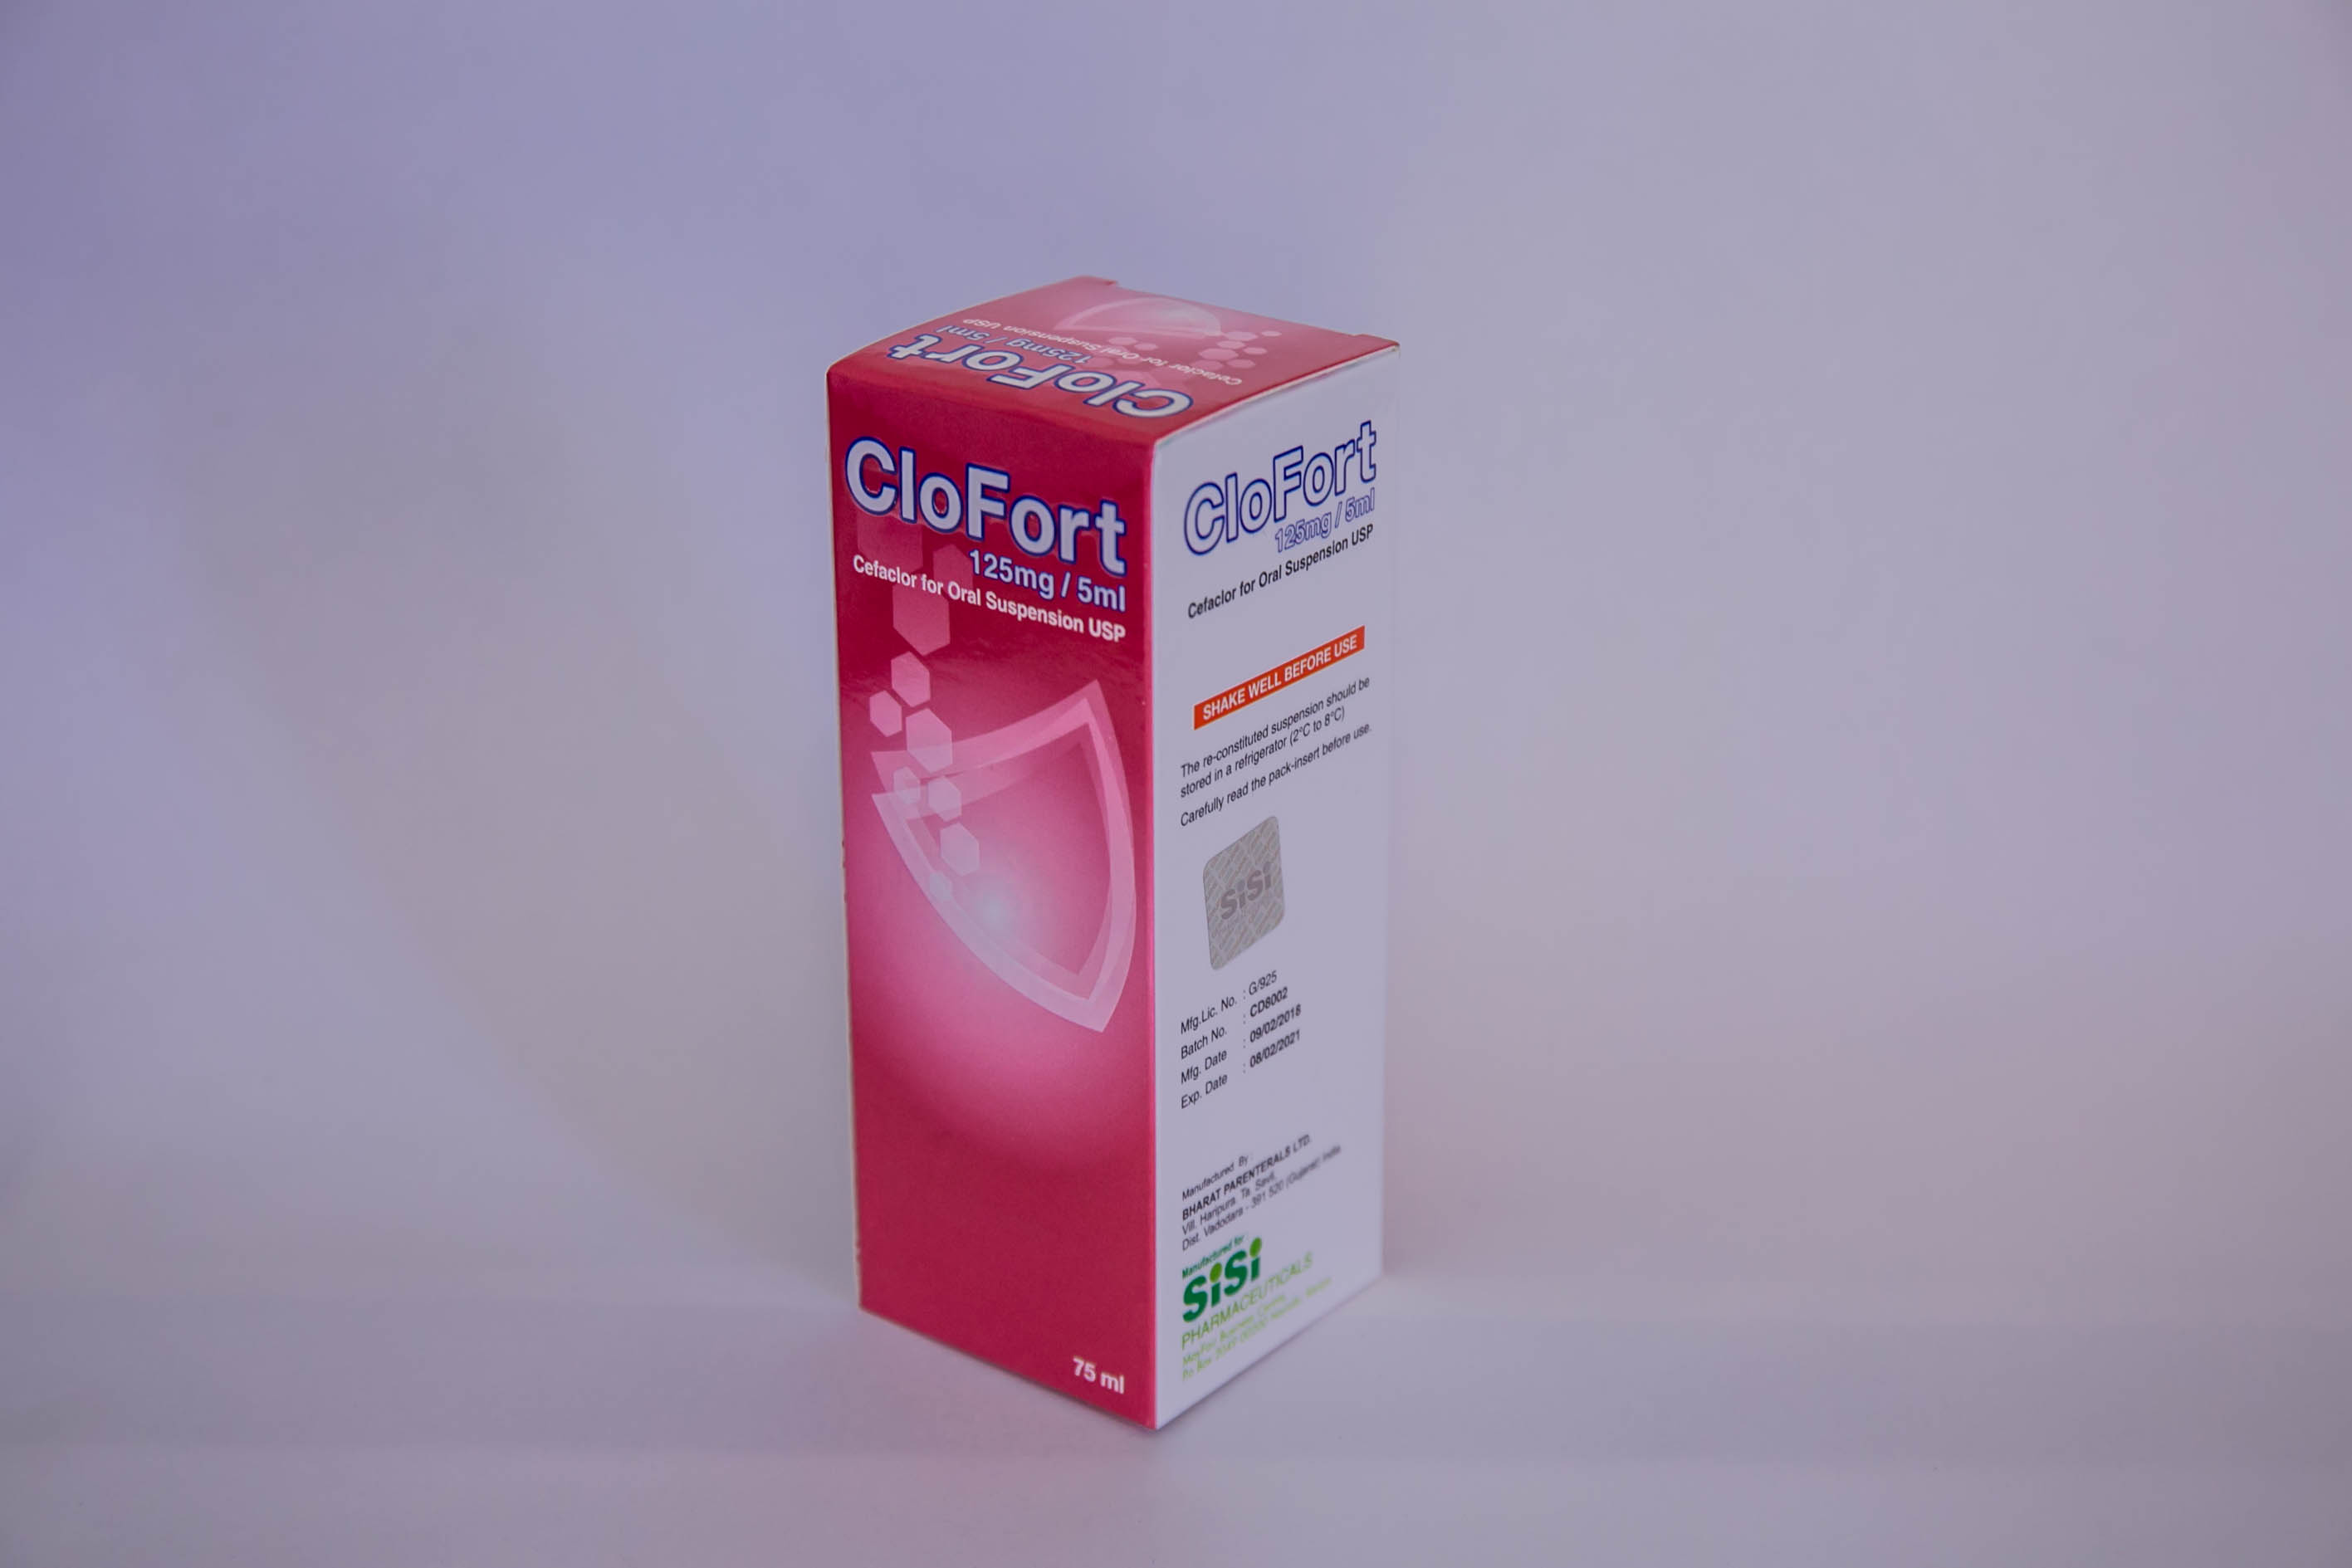 CloFort
125mg / 5ml
Cefaclor for Oral Suspension USP
CloFort
125mg / 5ml
Cefaclor for Oral Suspension USP
75 ml
CloFort
125mg / 5ml
Cefaclor for Oral Suspension USP
SHAKE WELL BEFORE USE
The re-constituted suspension should be
stored in a refrigerator (2°C to 8°C)
Carefully read the pack-insert before use.
SiSi
Mfg.Lic. No. : G/925
Batch No. : CD8002
Mfg. Date : 09/02/2018
Exp. Date : 08/02/2021
Manufactured By :
BHARAT PARENTERALS LTD.
Vill. Haripura, Ta. Savli,
Dist. Vadodara - 391 520 (Gujarat) India
Manufactured for :
SiSi
PHARMACEUTICALS